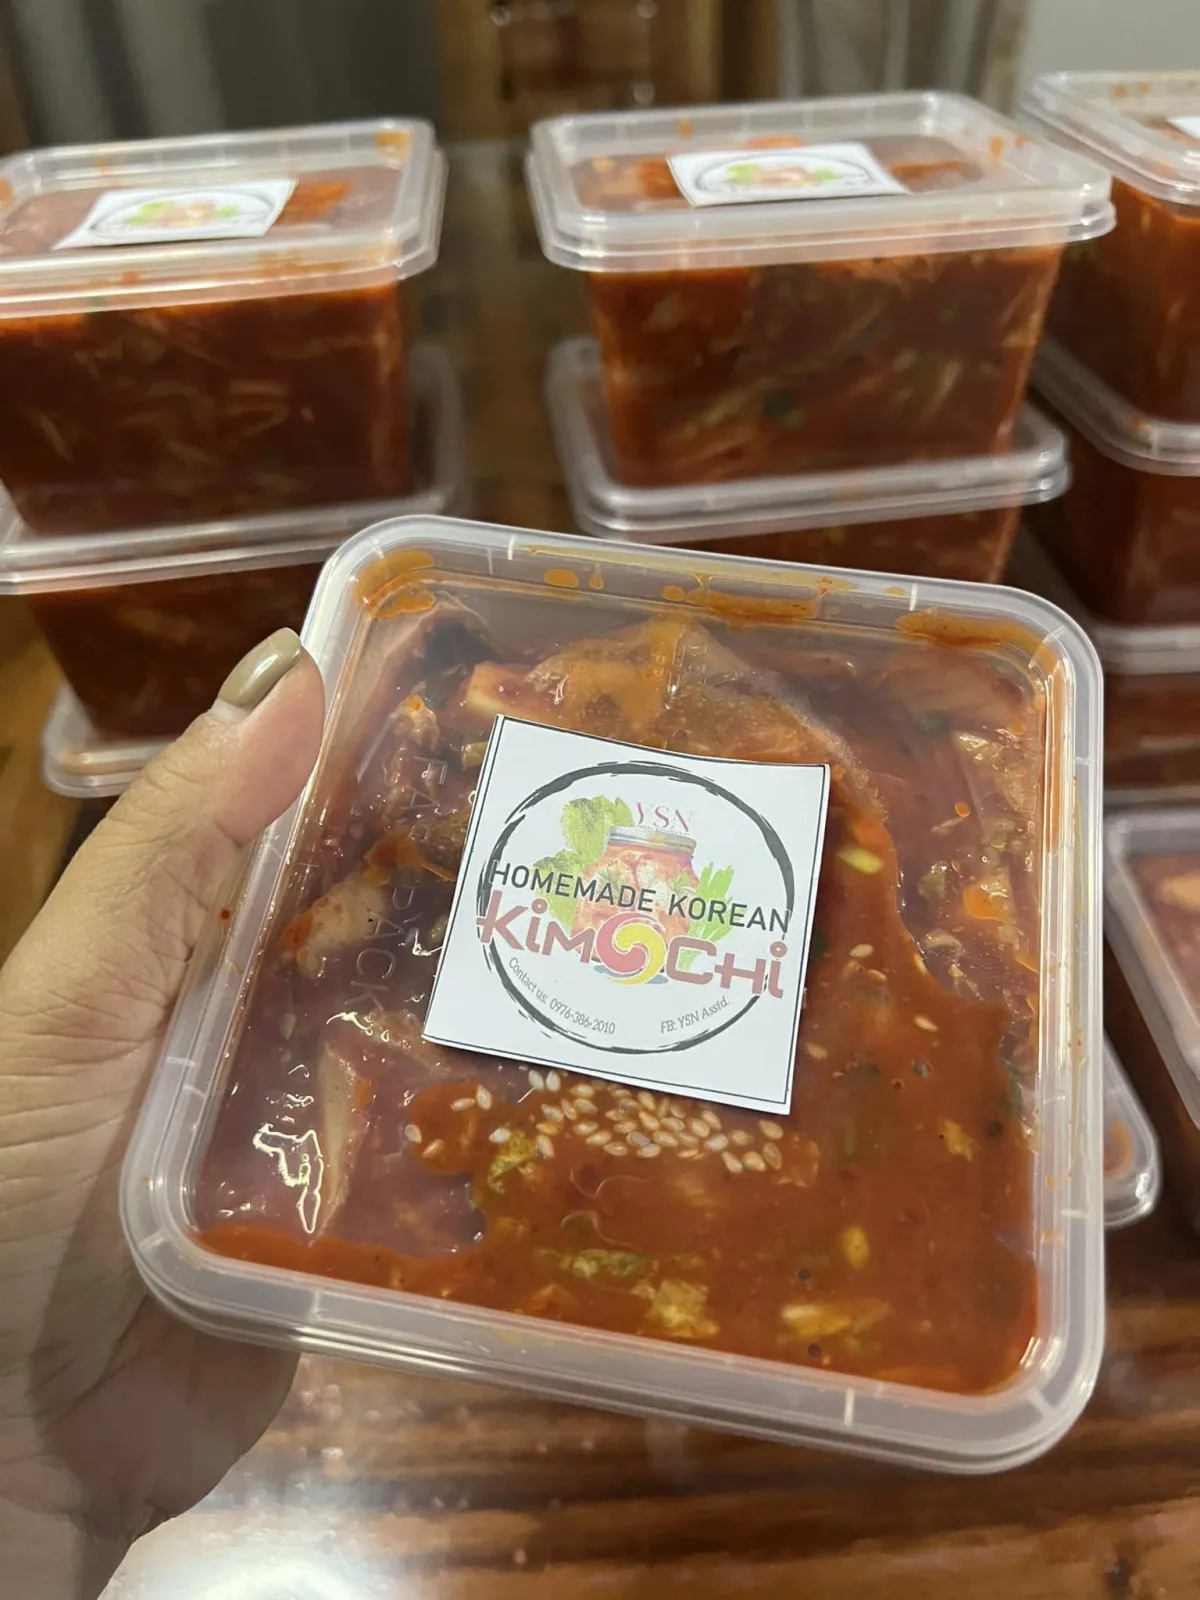 YSN
HOMEMADE KOREAN
KiMOCHi
Contact us: 0976-386-2010
FB: YSN Asstd.